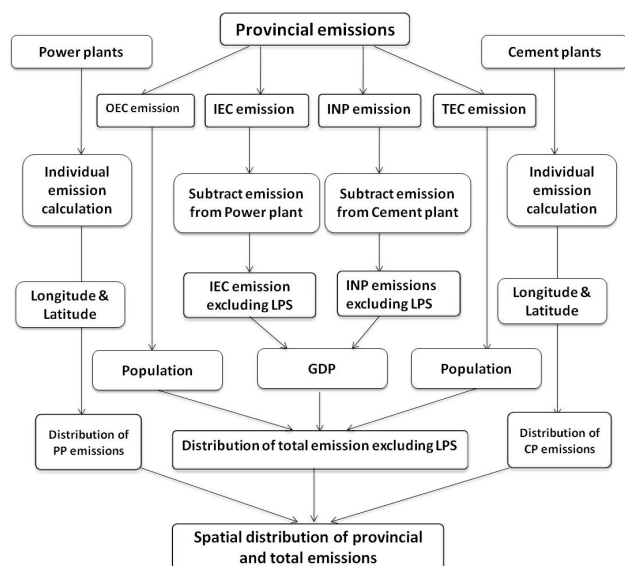 Provincial emissions
Power plants
Cement plants
OEC emission
IEC emission
INP emission
TEC emission
Individual
emission
calculation
Subtract emission
from Power plant
Subtract emission
from Cement plant
Individual
emission
calculation
IEC emission
excluding LPS
INP emissions
excluding LPS
Longitude &
Latitude
Longitude &
Latitude
Population
GDP
Population
Distribution of
PP emissions
Distribution of total emission excluding LPS
Distribution of
CP emissions
Spatial distribution of provincial
and total emissions